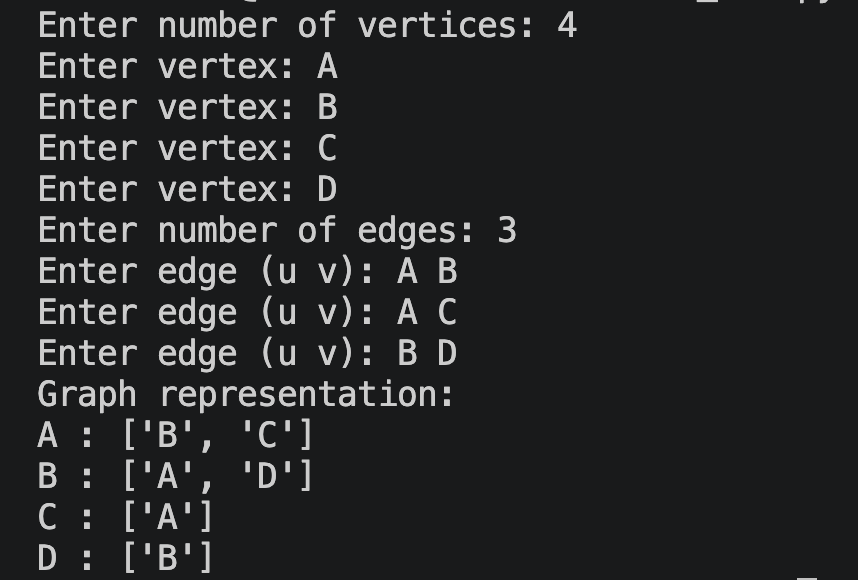 Enter number of vertices: 4
Enter vertex: A
Enter vertex: B
Enter vertex: C
Enter vertex: D
Enter number of edges: 3
Enter edge (u v): A B
Enter edge (u v): A C
Enter edge (u v): B D
Graph representation:
A : ['B', 'C']
B : ['A', 'D']
C : ['A']
D : ['B']